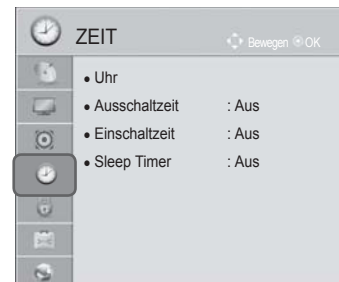 ZEIT
Bewegen OK
• Uhr
• Ausschaltzeit : Aus
• Einschaltzeit : Aus
• Sleep Timer : Aus